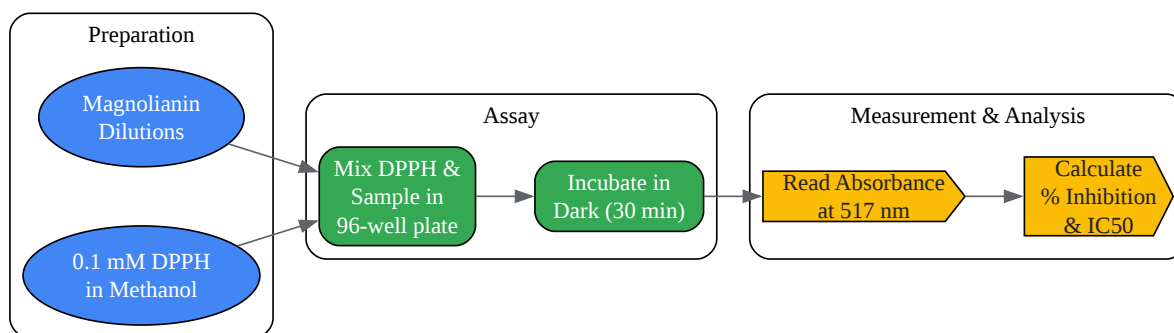 Preparation
Magnolianin
Dilutions
0.1 mM DPPH
in Methanol
Assay
Mix DPPH &
Sample in
96-well plate
Incubate in
Dark (30 min)
Measurement & Analysis
Read Absorbance
at 517 nm
Calculate
% Inhibition
& IC50